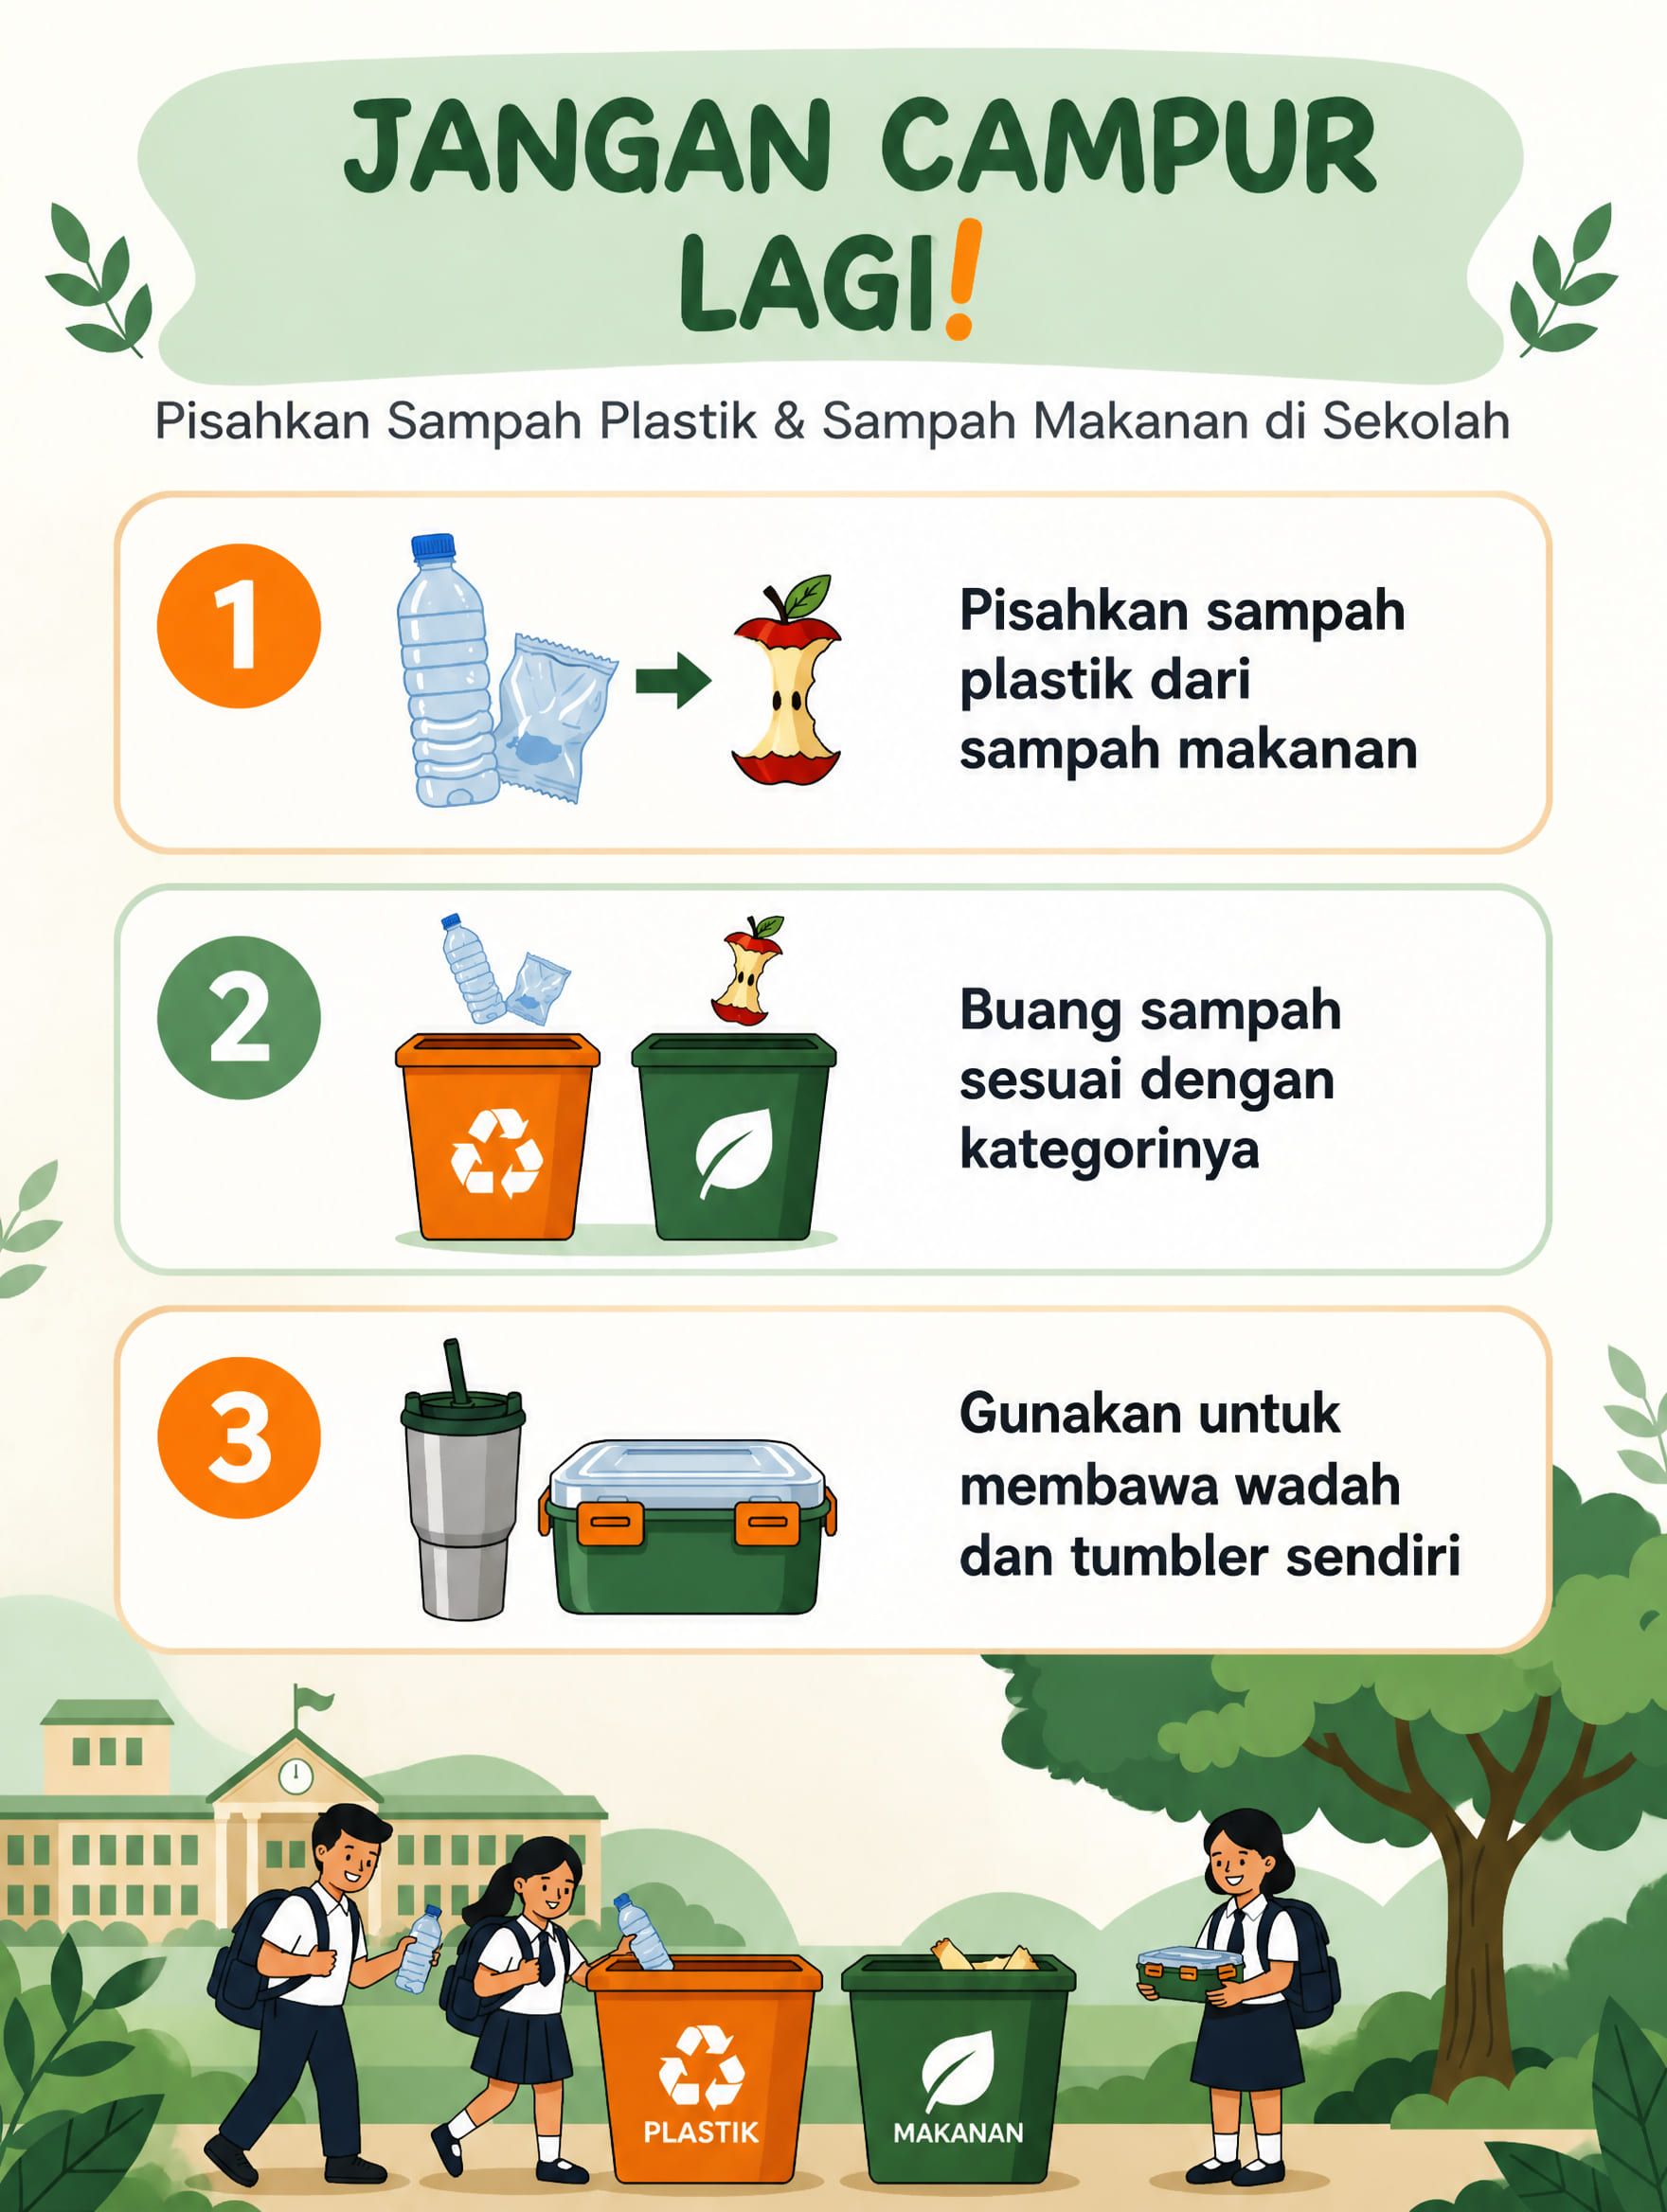 JANGAN CAMPUR
LAGI!
Pisahkan Sampah Plastik & Sampah Makanan di Sekolah
1
Pisahkan sampah
plastik dari
sampah makanan
2
Buang sampah
sesuai dengan
kategorinya
3
Gunakan untuk
membawa wadah
dan tumbler sendiri
PLASTIK
MAKANAN